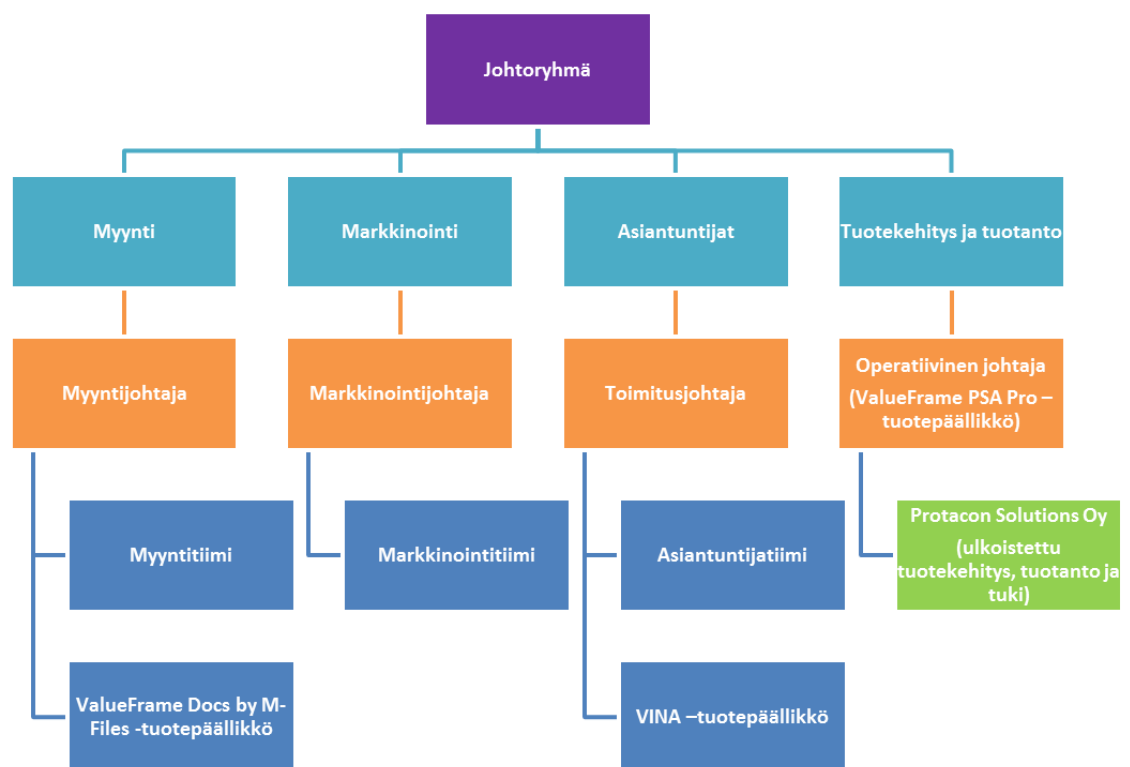 Johtoryhmä
Myynti
Markkinointi
Asiantuntijat
Tuotekehitys ja tuotanto
Myyntijohtaja
Markkinointijohtaja
Toimitusjohtaja
Operatiivinen johtaja
(ValueFrame PSA Pro –
tuotepäällikkö)
Myyntitiimi
Markkinointitiimi
Asiantuntijatiimi
Protacon Solutions Oy
(ulkoistettu
tuotekehitys, tuotanto ja
tuki)
ValueFrame Docs by M-
Files -tuotepäällikkö
VINA –tuotepäällikkö